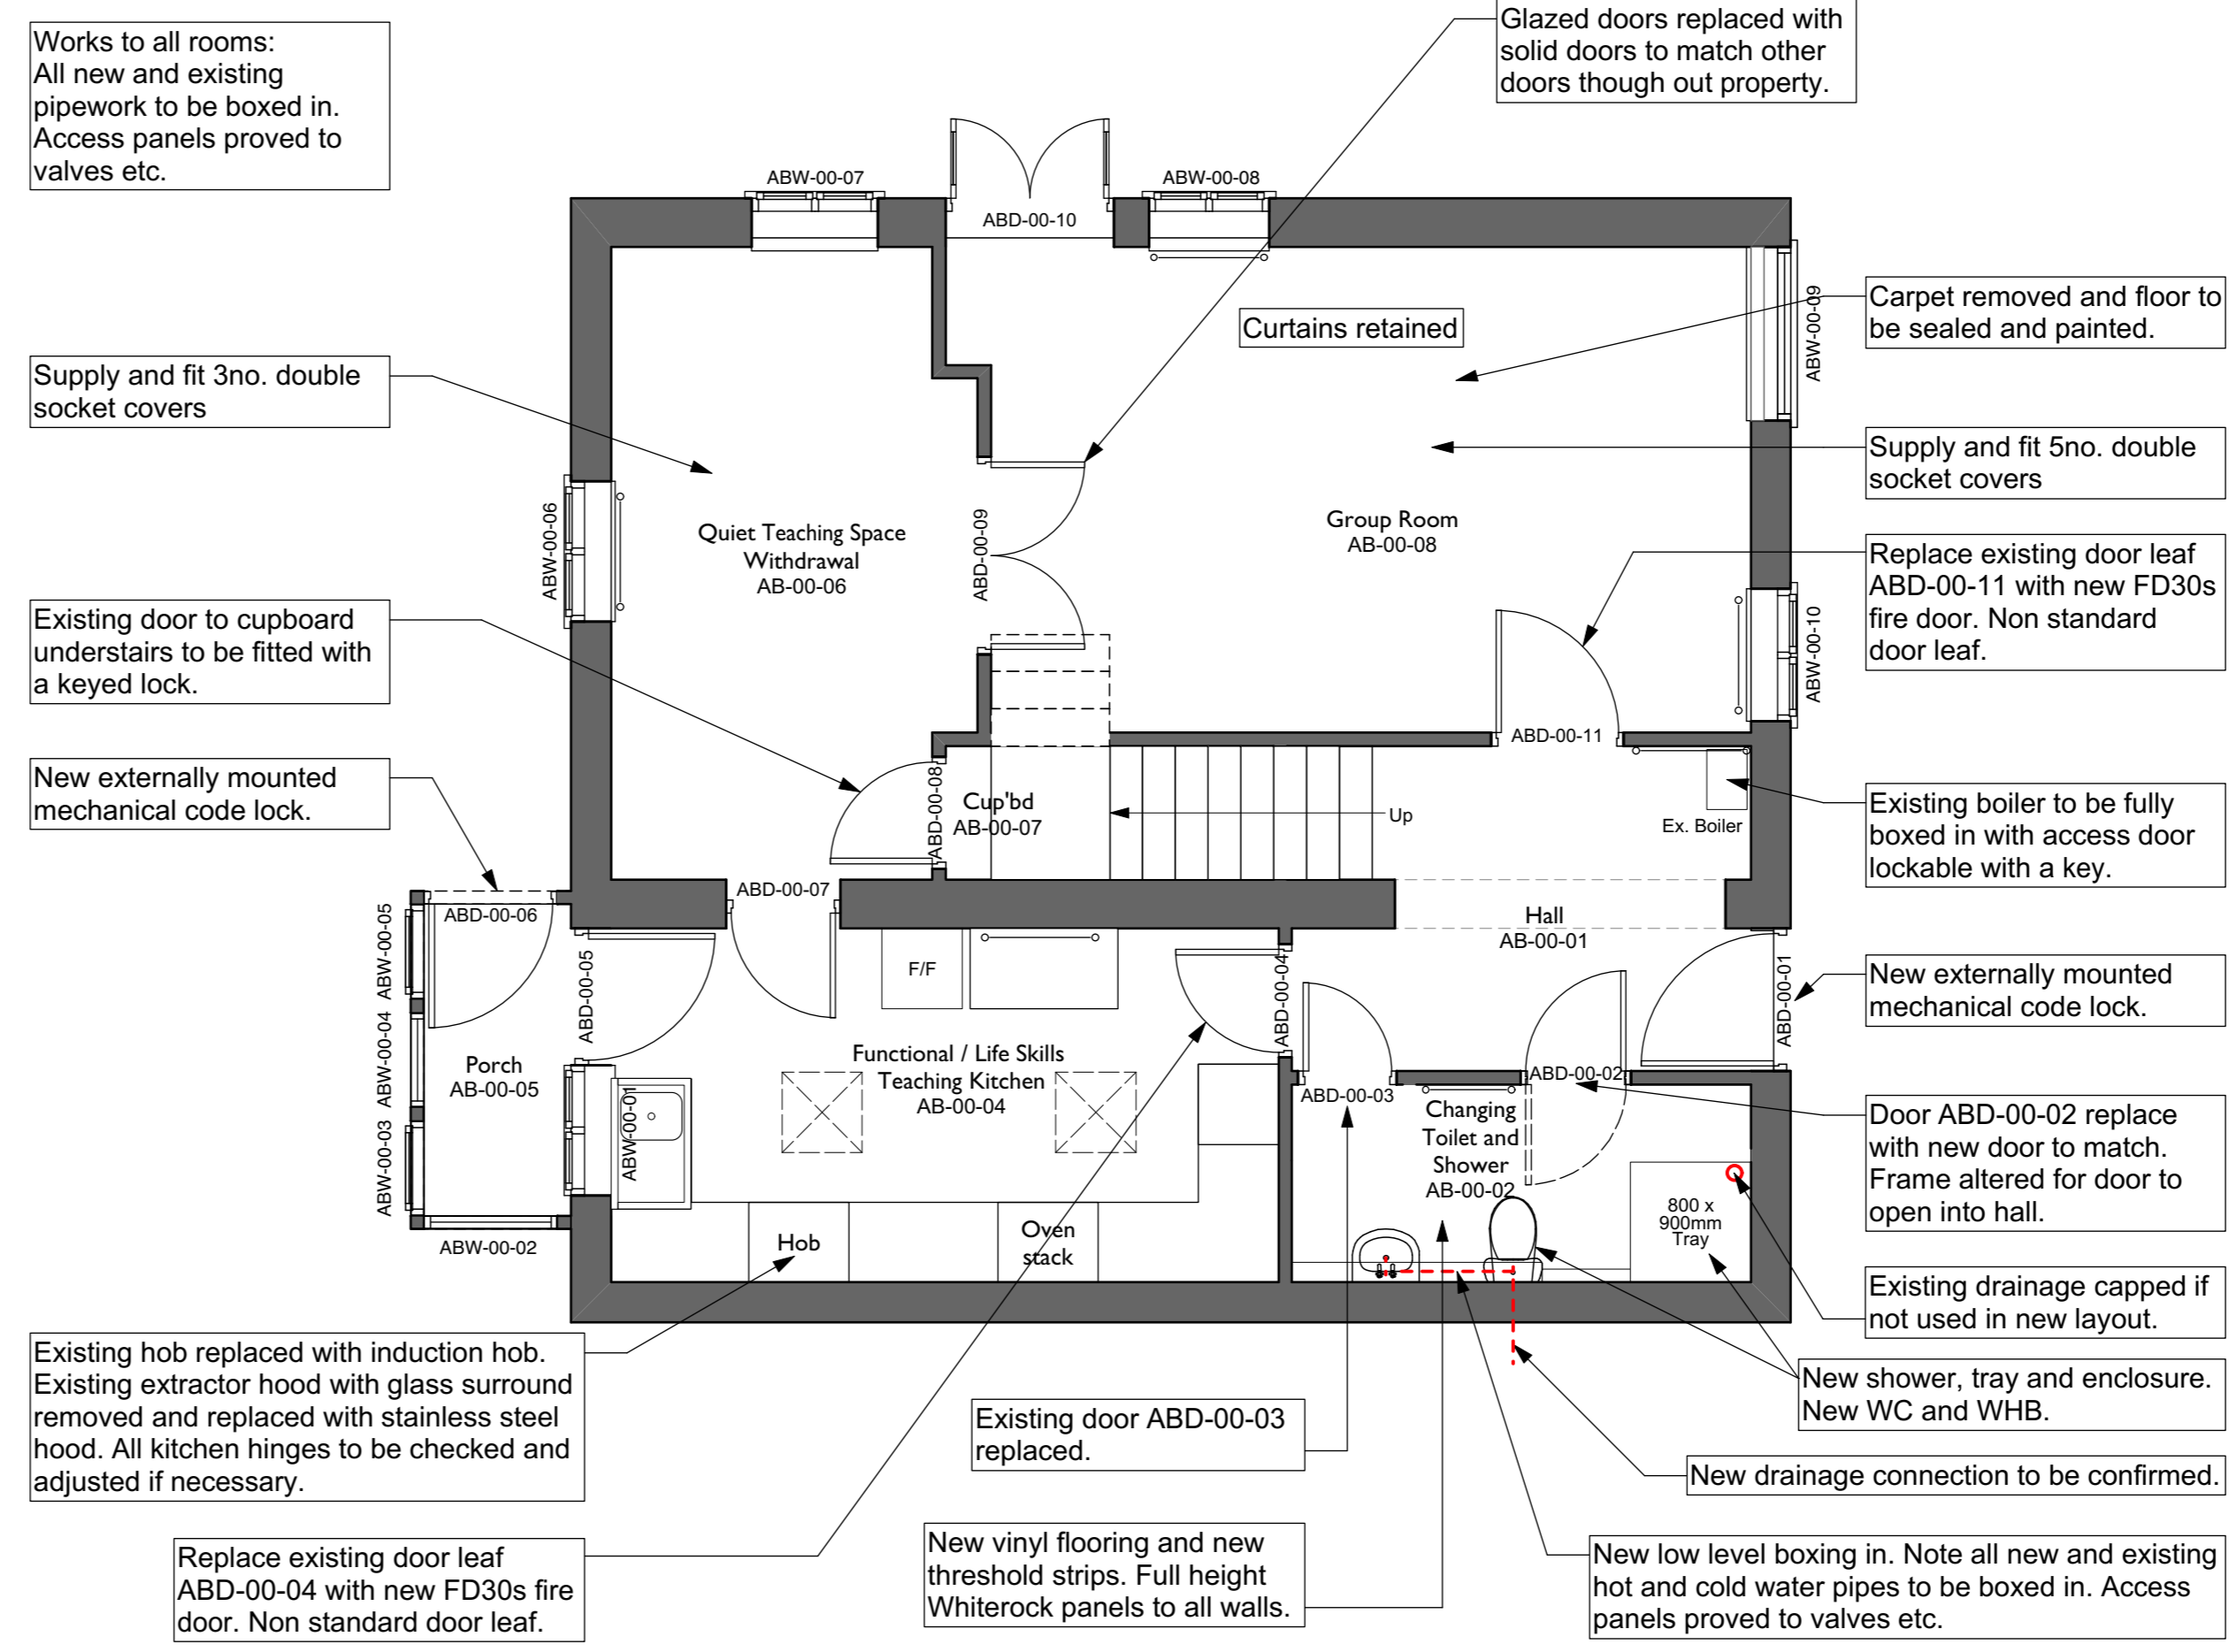 Works to all rooms:
All new and existing
pipework to be boxed in.
Access panels proved to
valves etc.
Glazed doors replaced with
solid doors to match other
doors though out property.
ABW-00-07
ABD-00-10
ABW-00-08
Curtains retained
ABW-00-09
Carpet removed and floor to
be sealed and painted.
Supply and fit 3no. double
socket covers
Supply and fit 5no. double
socket covers
ABW-00-06
Quiet Teaching Space
Withdrawal
AB-00-06
ABD-00-09
Group Room
AB-00-08
Replace existing door leaf
ABD-00-11 with new FD30s
fire door. Non standard
door leaf.
ABW-00-10
Existing door to cupboard
understairs to be fitted with
a keyed lock.
ABD-00-11
New externally mounted
mechanical code lock.
ABD-00-08
Cup'bd
AB-00-07
Up
Ex. Boiler
Existing boiler to be fully
boxed in with access door
lockable with a key.
ABD-00-07
ABD-00-06
ABW-00-05
ABD-00-05
F/F
ABD-00-04
Hall
AB-00-01
ABD-00-01
New externally mounted
mechanical code lock.
ABW-00-04
Porch
AB-00-05
ABW-00-03
ABW-00-01
ABW-00-02
Functional / Life Skills
Teaching Kitchen
AB-00-04
ABD-00-03
ABD-00-02
Changing
Toilet and
Shower
AB-00-02
Door ABD-00-02 replace
with new door to match.
Frame altered for door to
open into hall.
800 x
900mm
Tray
Hob
Oven
stack
Existing drainage capped if
not used in new layout.
Existing hob replaced with induction hob.
Existing extractor hood with glass surround
removed and replaced with stainless steel
hood. All kitchen hinges to be checked and
adjusted if necessary.
New shower, tray and enclosure.
New WC and WHB.
Existing door ABD-00-03
replaced.
New drainage connection to be confirmed.
Replace existing door leaf
ABD-00-04 with new FD30s fire
door. Non standard door leaf.
New vinyl flooring and new
threshold strips. Full height
Whiterock panels to all walls.
New low level boxing in. Note all new and existing
hot and cold water pipes to be boxed in. Access
panels proved to valves etc.